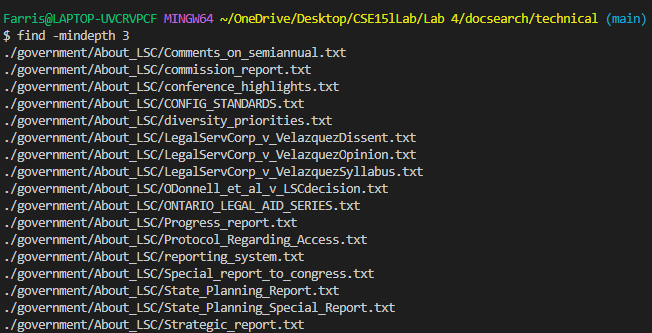 Farris@LAPTOP-UVCRVPCF MINGW64 ~/OneDrive/Desktop/CSE15lLab/Lab 4/docsearch/technical (main)
$ find -mindepth 3
./government/About_LSC/Comments_on_semiannual.txt
./government/About_LSC/commission_report.txt
./government/About_LSC/conference_highlights.txt
./government/About_LSC/CONFIG_STANDARDS.txt
./government/About_LSC/diversity_priorities.txt
./government/About_LSC/LegalServCorp_v_VelazquezDissent.txt
./government/About_LSC/LegalServCorp_v_VelazquezOpinion.txt
./government/About_LSC/LegalServCorp_v_VelazquezSyllabus.txt
./government/About_LSC/ODonnell_et_al_v_LSCdecision.txt
./government/About_LSC/ONTARIO_LEGAL_AID_SERIES.txt
./government/About_LSC/Progress_report.txt
./government/About_LSC/Protocol_Regarding_Access.txt
./government/About_LSC/reporting_system.txt
./government/About_LSC/Special_report_to_congress.txt
./government/About_LSC/State_Planning_Report.txt
./government/About_LSC/State_Planning_Special_Report.txt
./government/About_LSC/Strategic_report.txt